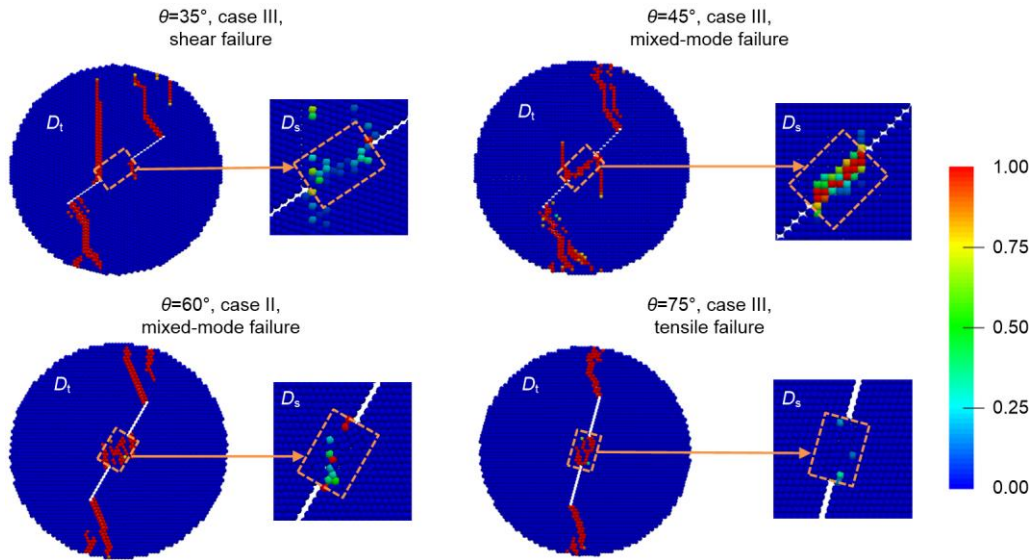 θ=35°, case III,
shear failure
θ=45°, case III,
mixed-mode failure
Dt
Ds
Dt
Ds
1.00
0.75
0.50
0.25
0.00
θ=60°, case II,
mixed-mode failure
θ=75°, case III,
tensile failure
Dt
Ds
Dt
Ds